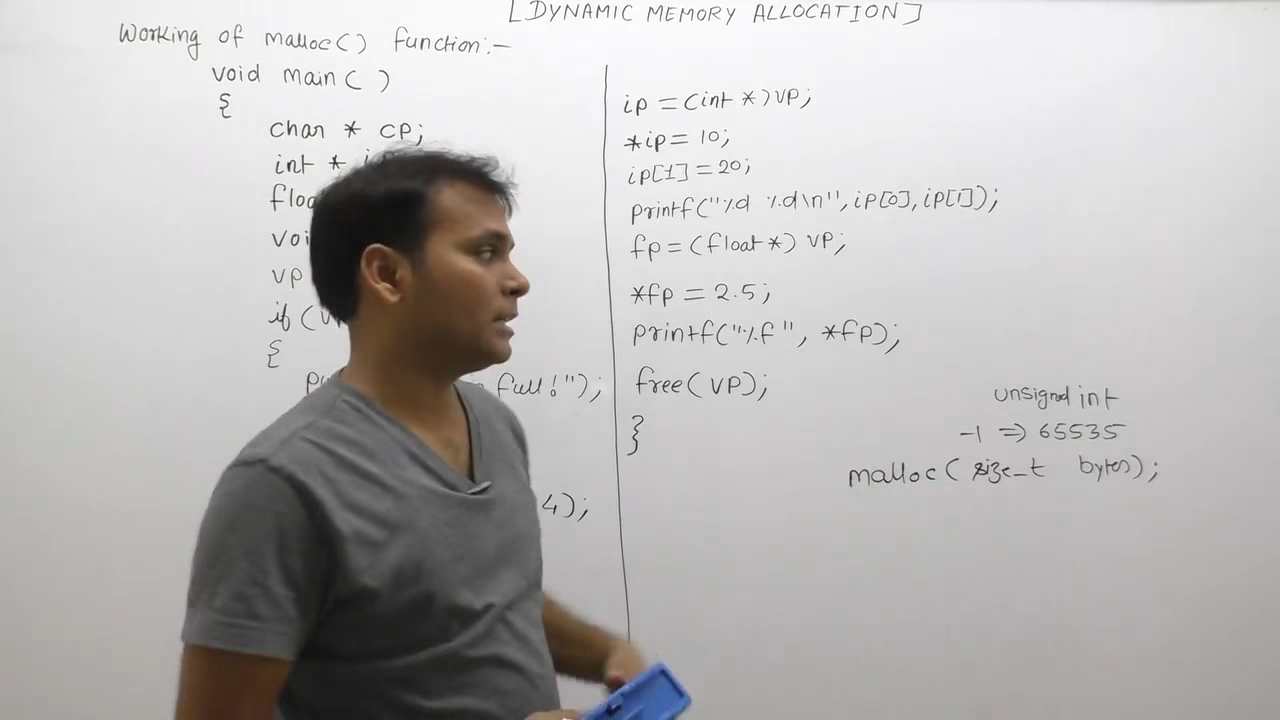 [DYNAMIC MEMORY ALLOCATION]
Working of malloc() function:-
void main( )
{
char * cp;
int *
vp
if (
{
full!");
4);
ip = (int *)vp;
*ip = 10;
ip[1] = 20;
printf("%d %d\n", ip[0], ip[1]);
fp = (float*) vp;
*fp = 2.5;
printf("%f", *fp);
free(vp);
}
unsigned int
-1 => 65535
malloc( size_t bytes);